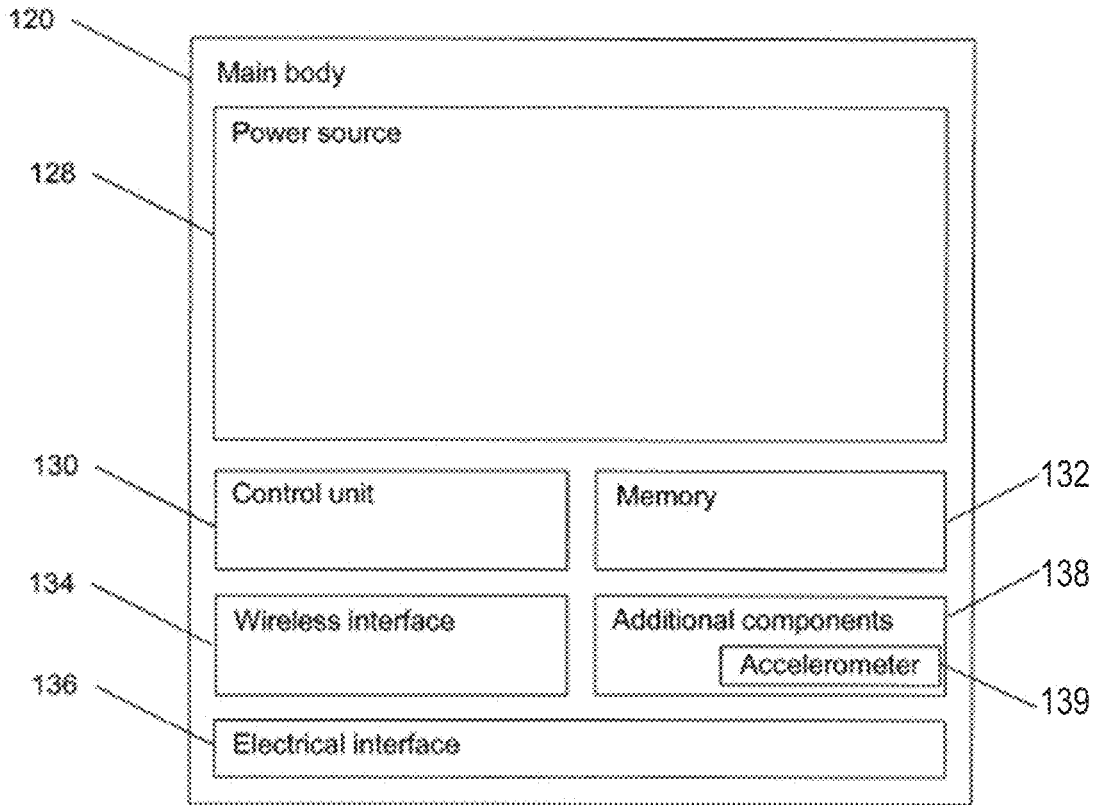 120
Main body
Power source
128
130
Control unit
Memory
132
134
Wireless interface
Additional components
138
Accelerometer
139
136
Electrical interface